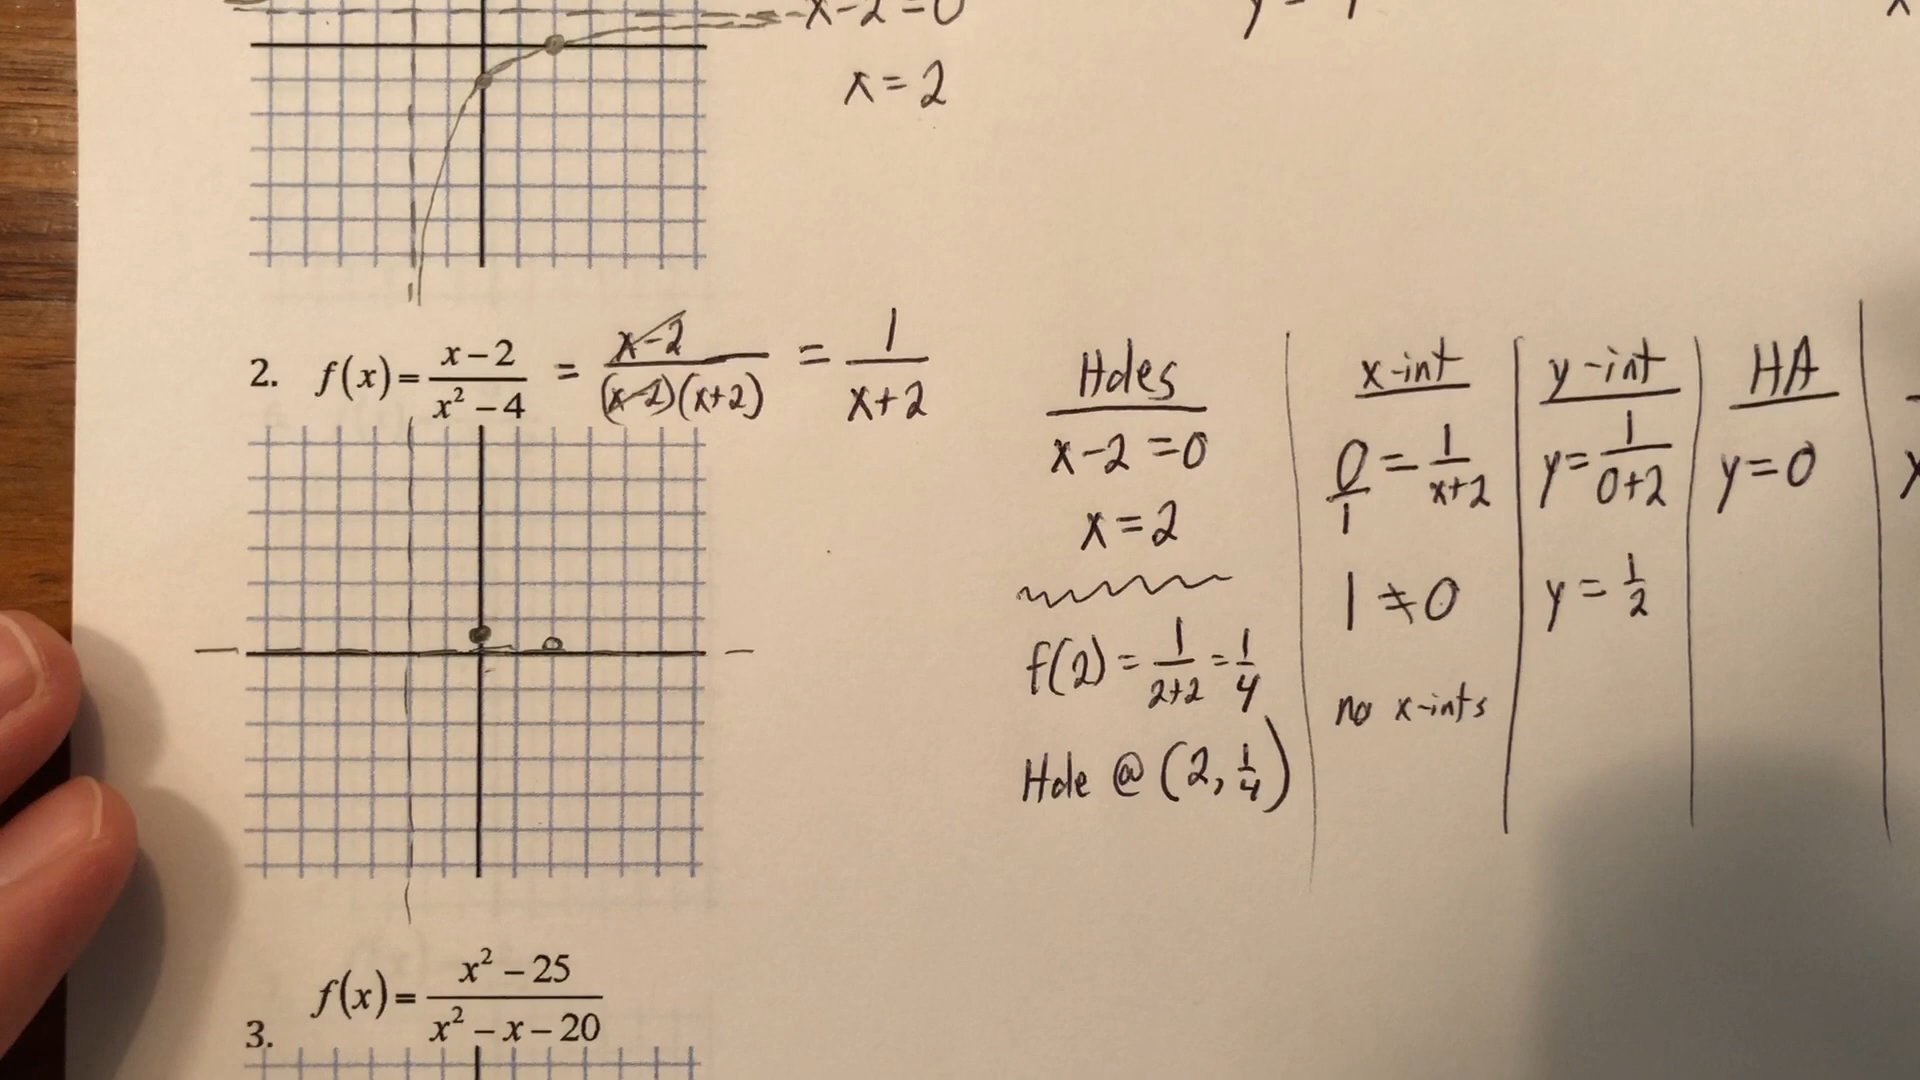 x-2=0
x=2
2. f(x)= x-2 / x²-4 = x-2 / (x-2)(x+2) = 1 / x+2
Holes
x-2=0
x=2
f(2)= 1 / 2+2 = 1/4
Hole @ (2, 1/4)
x-int
0/1 = 1 / x+2
1≠0
no x-ints
y-int
y= 1 / 0+2
y= 1/2
HA
y=0
3. f(x)= x²-25 / x²-x-20